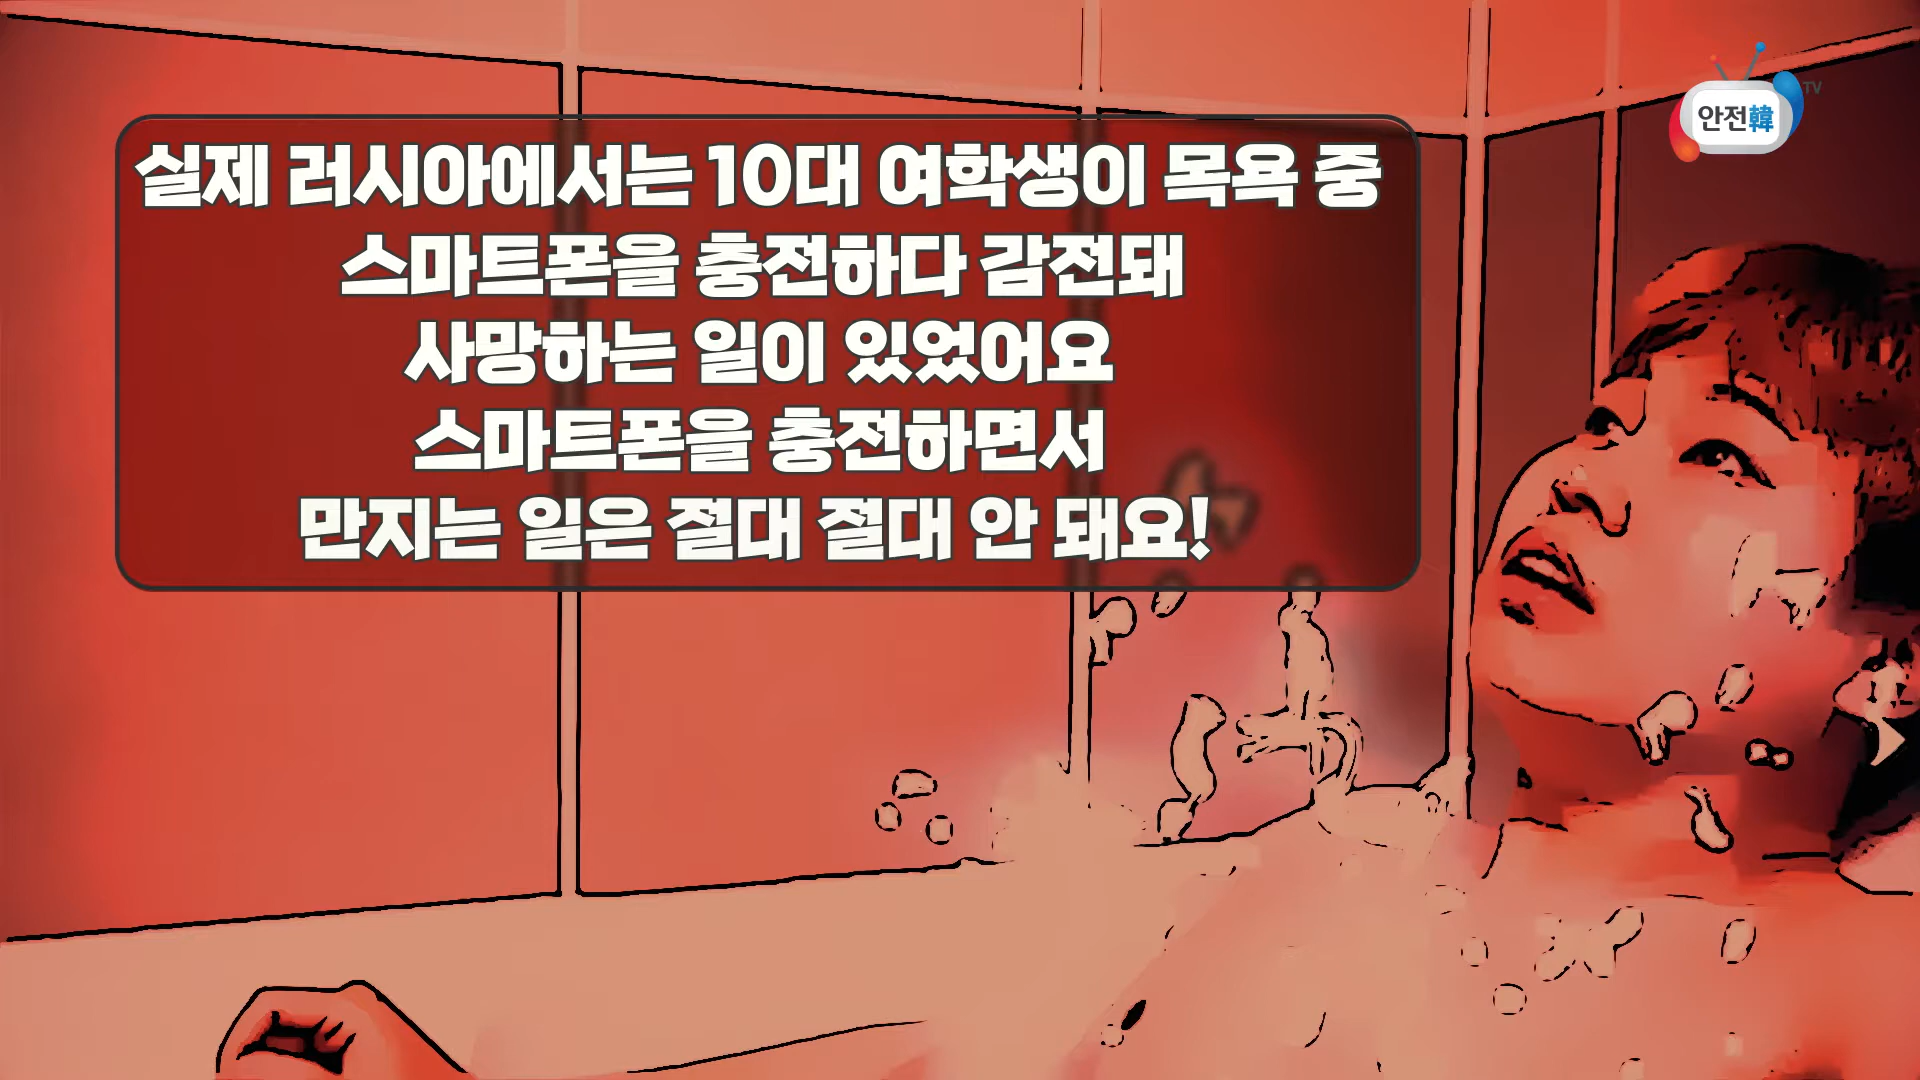 실제 러시아에서는 10대 여학생이 목욕 중
스마트폰을 충전하다 감전돼
사망하는 일이 있었어요
스마트폰을 충전하면서
만지는 일은 절대 절대 안 돼요!
안전韓 TV